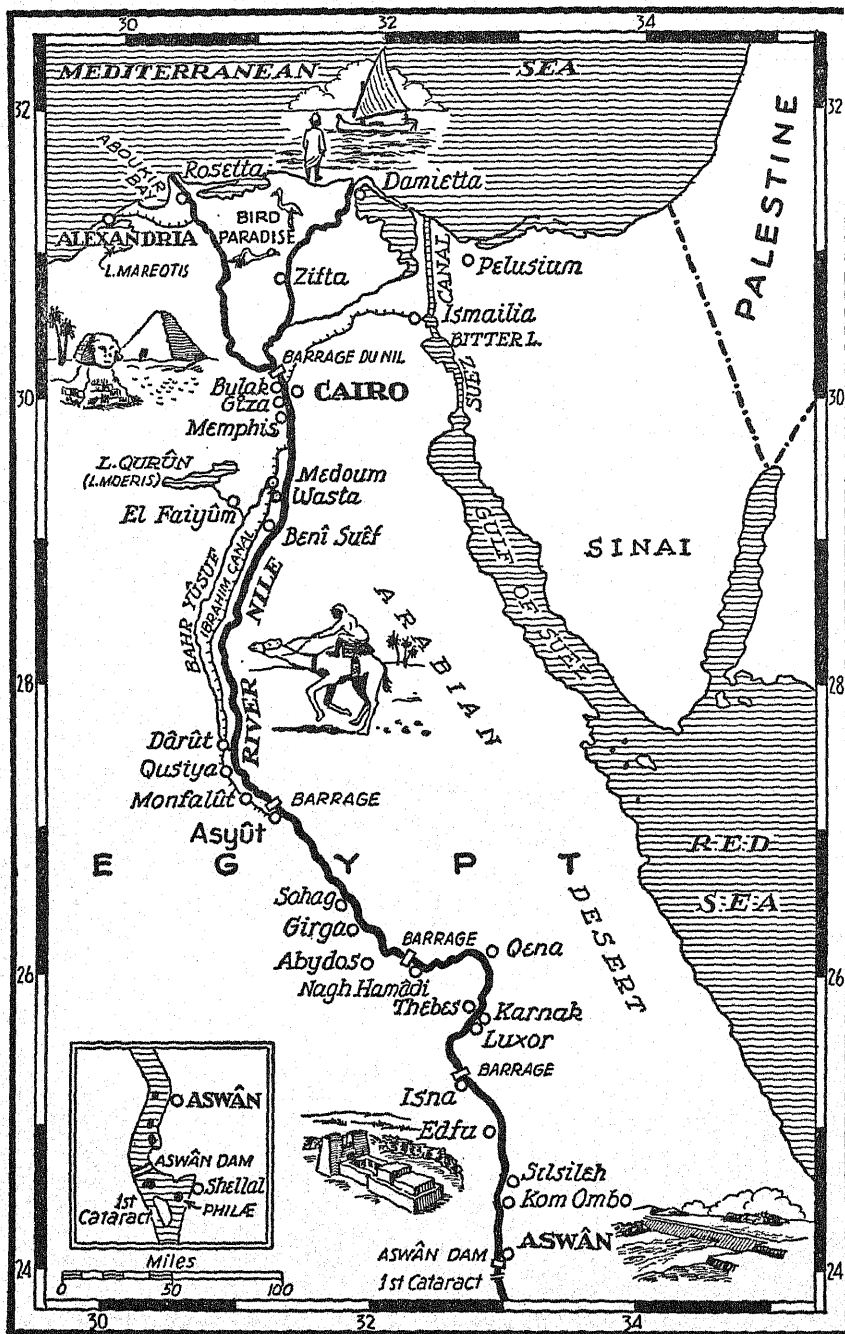 30 32 34
MEDITERRANEAN SEA
32 32
ABOUKIR BAY
Rosetta
Damietta
PALESTINE
BIRD
PARADISE
ALEXANDRIA
L. MAREOTIS
Zifta
CANAL
Pelusium
Ismailia
BITTER L.
SUEZ
BARRAGE DU NIL
30 30
Bulak
Giza
CAIRO
Memphis
L. QURÛN
(L. MOERIS)
Medoum
Wasta
El Faiyûm
Benî Suêf
SINAI
GULF OF SUEZ
BAHR YÛSUF
IBRAHIM CANAL
RIVER NILE
ARABIAN DESERT
28 28
Dârût
Qusiya
Monfalût
BARRAGE
Asyût
EGYPT
RED
SEA
Sohag
Girga
BARRAGE
Qena
Abydos
26 26
Nagh Hamâdi
Thebes
Karnak
Luxor
BARRAGE
Isna
Edfu
Silsileh
Kom Ombo
ASWÂN
ASWÂN DAM
1st Cataract
24 24
ASWÂN
ASWÂN DAM
Shellal
1st
Cataract
PHILÆ
Miles
0 50 100
30 32 34